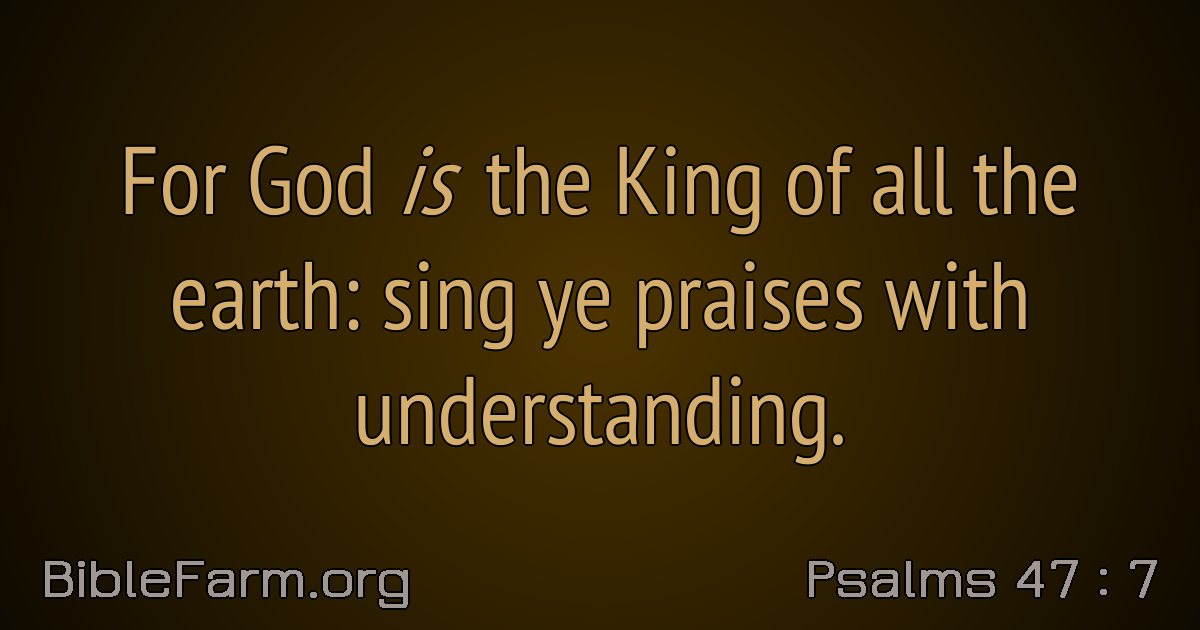 For God is the King of all the
earth: sing ye praises with
understanding.
BibleFarm.org
Psalms 47 : 7